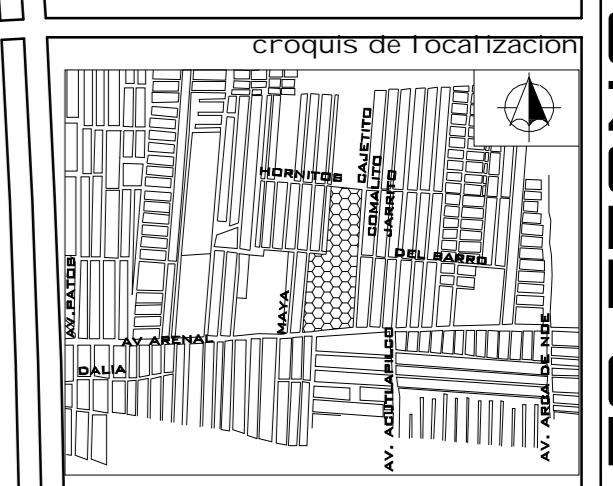 croquis de localizacion
CAJETITO
COMALITO
JARRITO
HORNITOS
DEL BARRO
AV.PATOS
MAYA
AV ARENAL
DALIA
AV. ACUTLAPILCO
AV. ARCA DE NOE